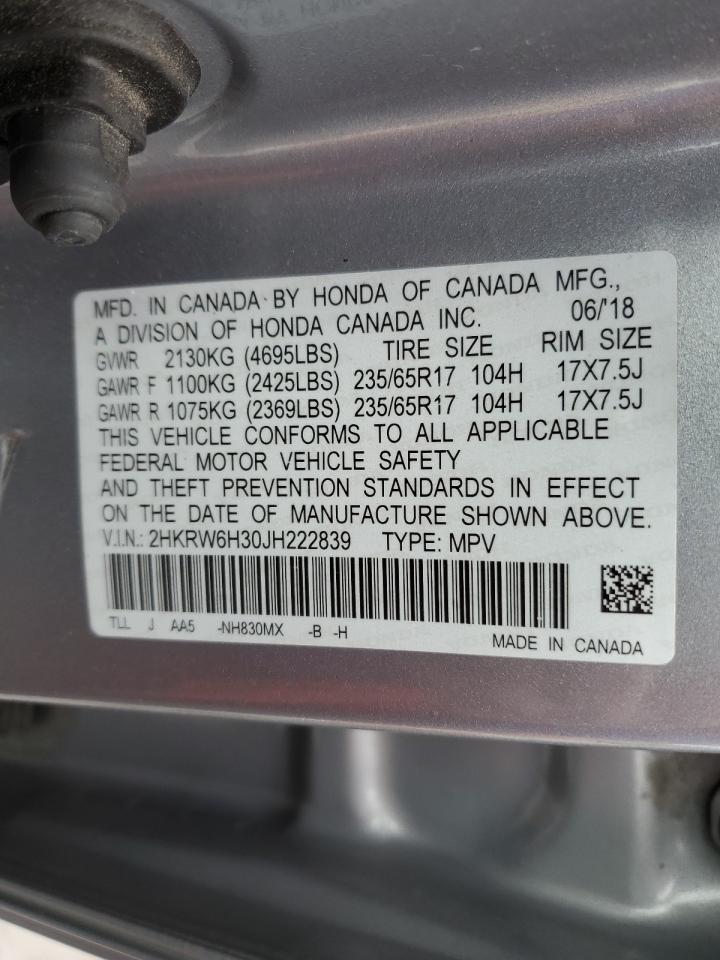 MFD. IN CANADA BY HONDA OF CANADA MFG.,
A DIVISION OF HONDA CANADA INC. 06/'18
GVWR 2130KG (4695LBS) TIRE SIZE RIM SIZE
GAWR F 1100KG (2425LBS) 235/65R17 104H 17X7.5J
GAWR R 1075KG (2369LBS) 235/65R17 104H 17X7.5J
THIS VEHICLE CONFORMS TO ALL APPLICABLE
FEDERAL MOTOR VEHICLE SAFETY
AND THEFT PREVENTION STANDARDS IN EFFECT
ON THE DATE OF MANUFACTURE SHOWN ABOVE.
V.I.N.: 2HKRW6H30JH222839 TYPE: MPV
TLL J AA5 -NH830MX -B -H
MADE IN CANADA